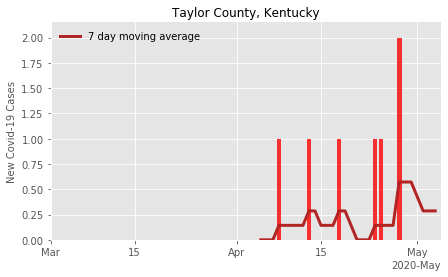 Taylor County, Kentucky
7 day moving average
New Covid-19 Cases
2.00
1.75
1.50
1.25
1.00
0.75
0.50
0.25
0.00
Mar
15
Apr
15
May
2020-May